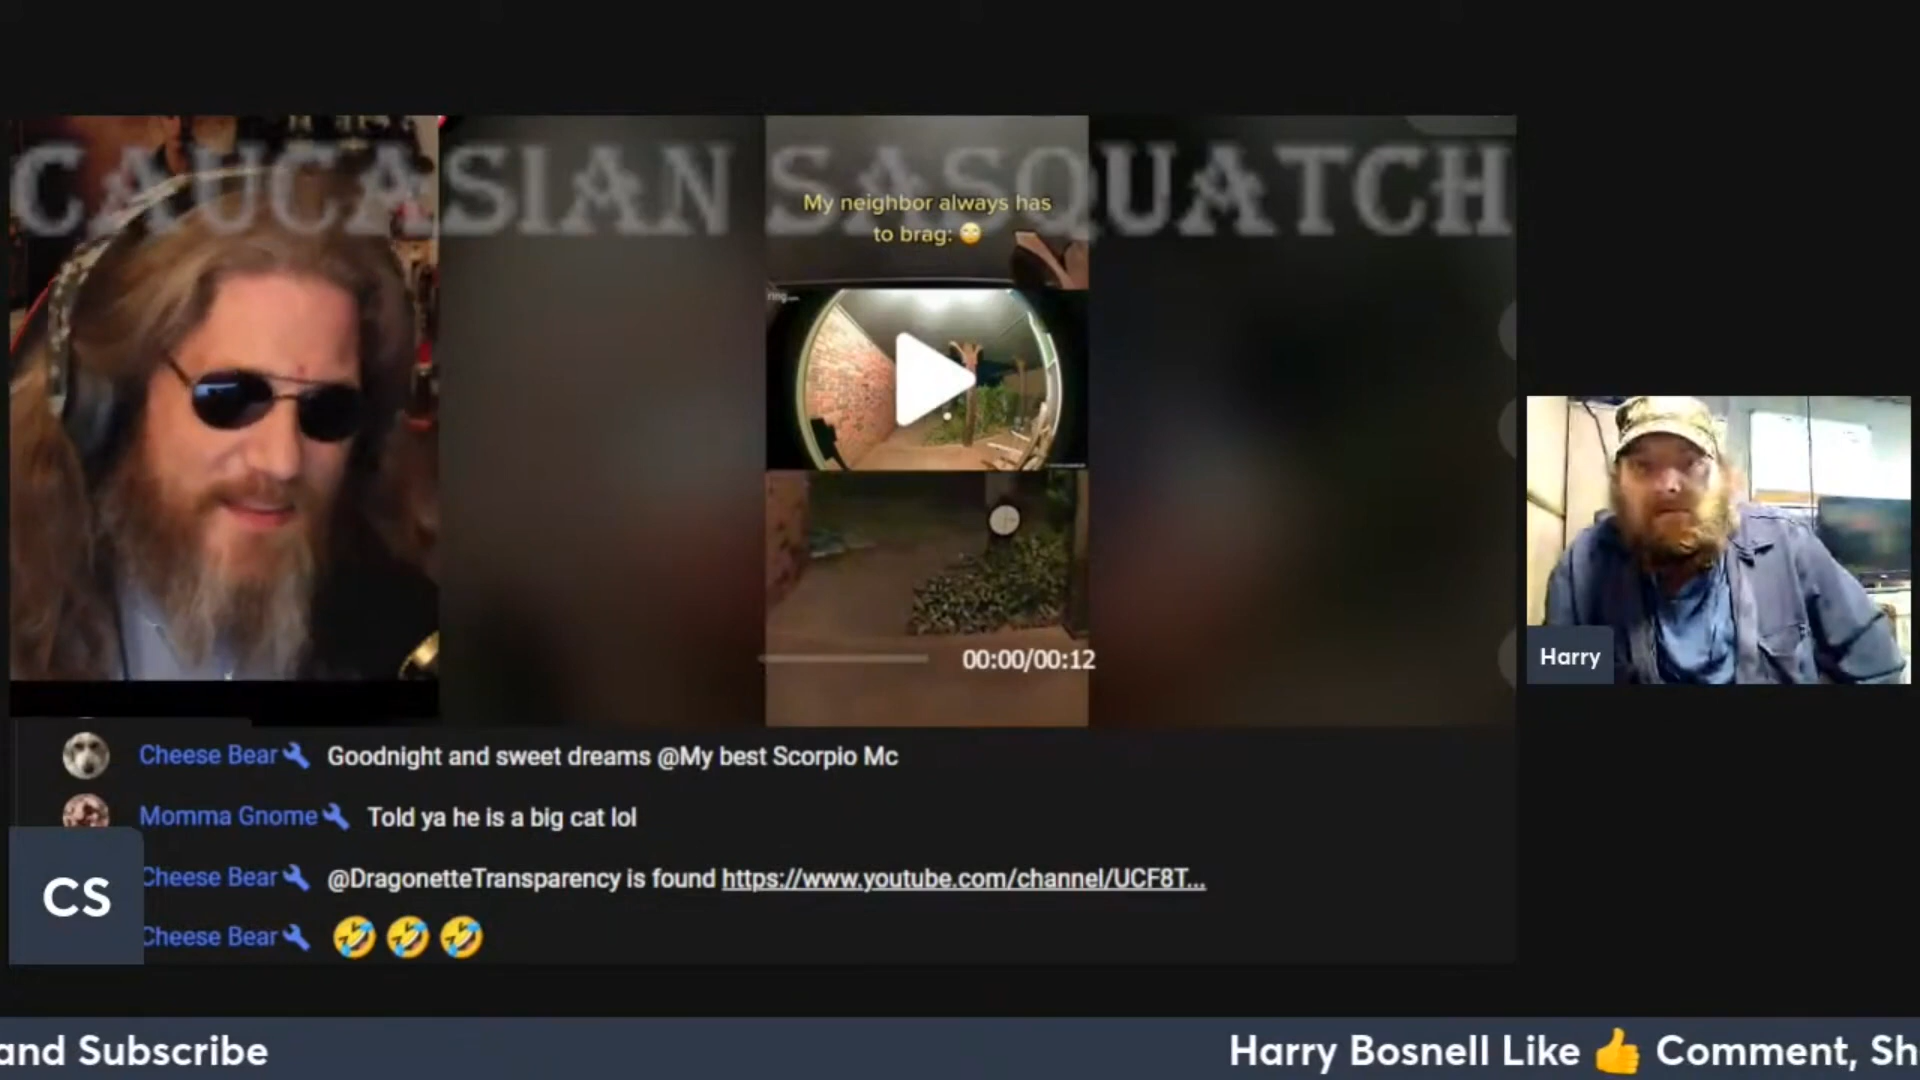 CAUCASIAN SASQUATCH
My neighbor always has
to brag: 🙄
ring
00:00/00:12
Harry
Cheese Bear Goodnight and sweet dreams @My best Scorpio Mc
Momma Gnome Told ya he is a big cat lol
Cheese Bear @DragonetteTransparency is found https://www.youtube.com/channel/UCF8T...
CS
Cheese Bear 🤣 🤣 🤣
and Subscribe
Harry Bosnell Like 👍 Comment, Sh